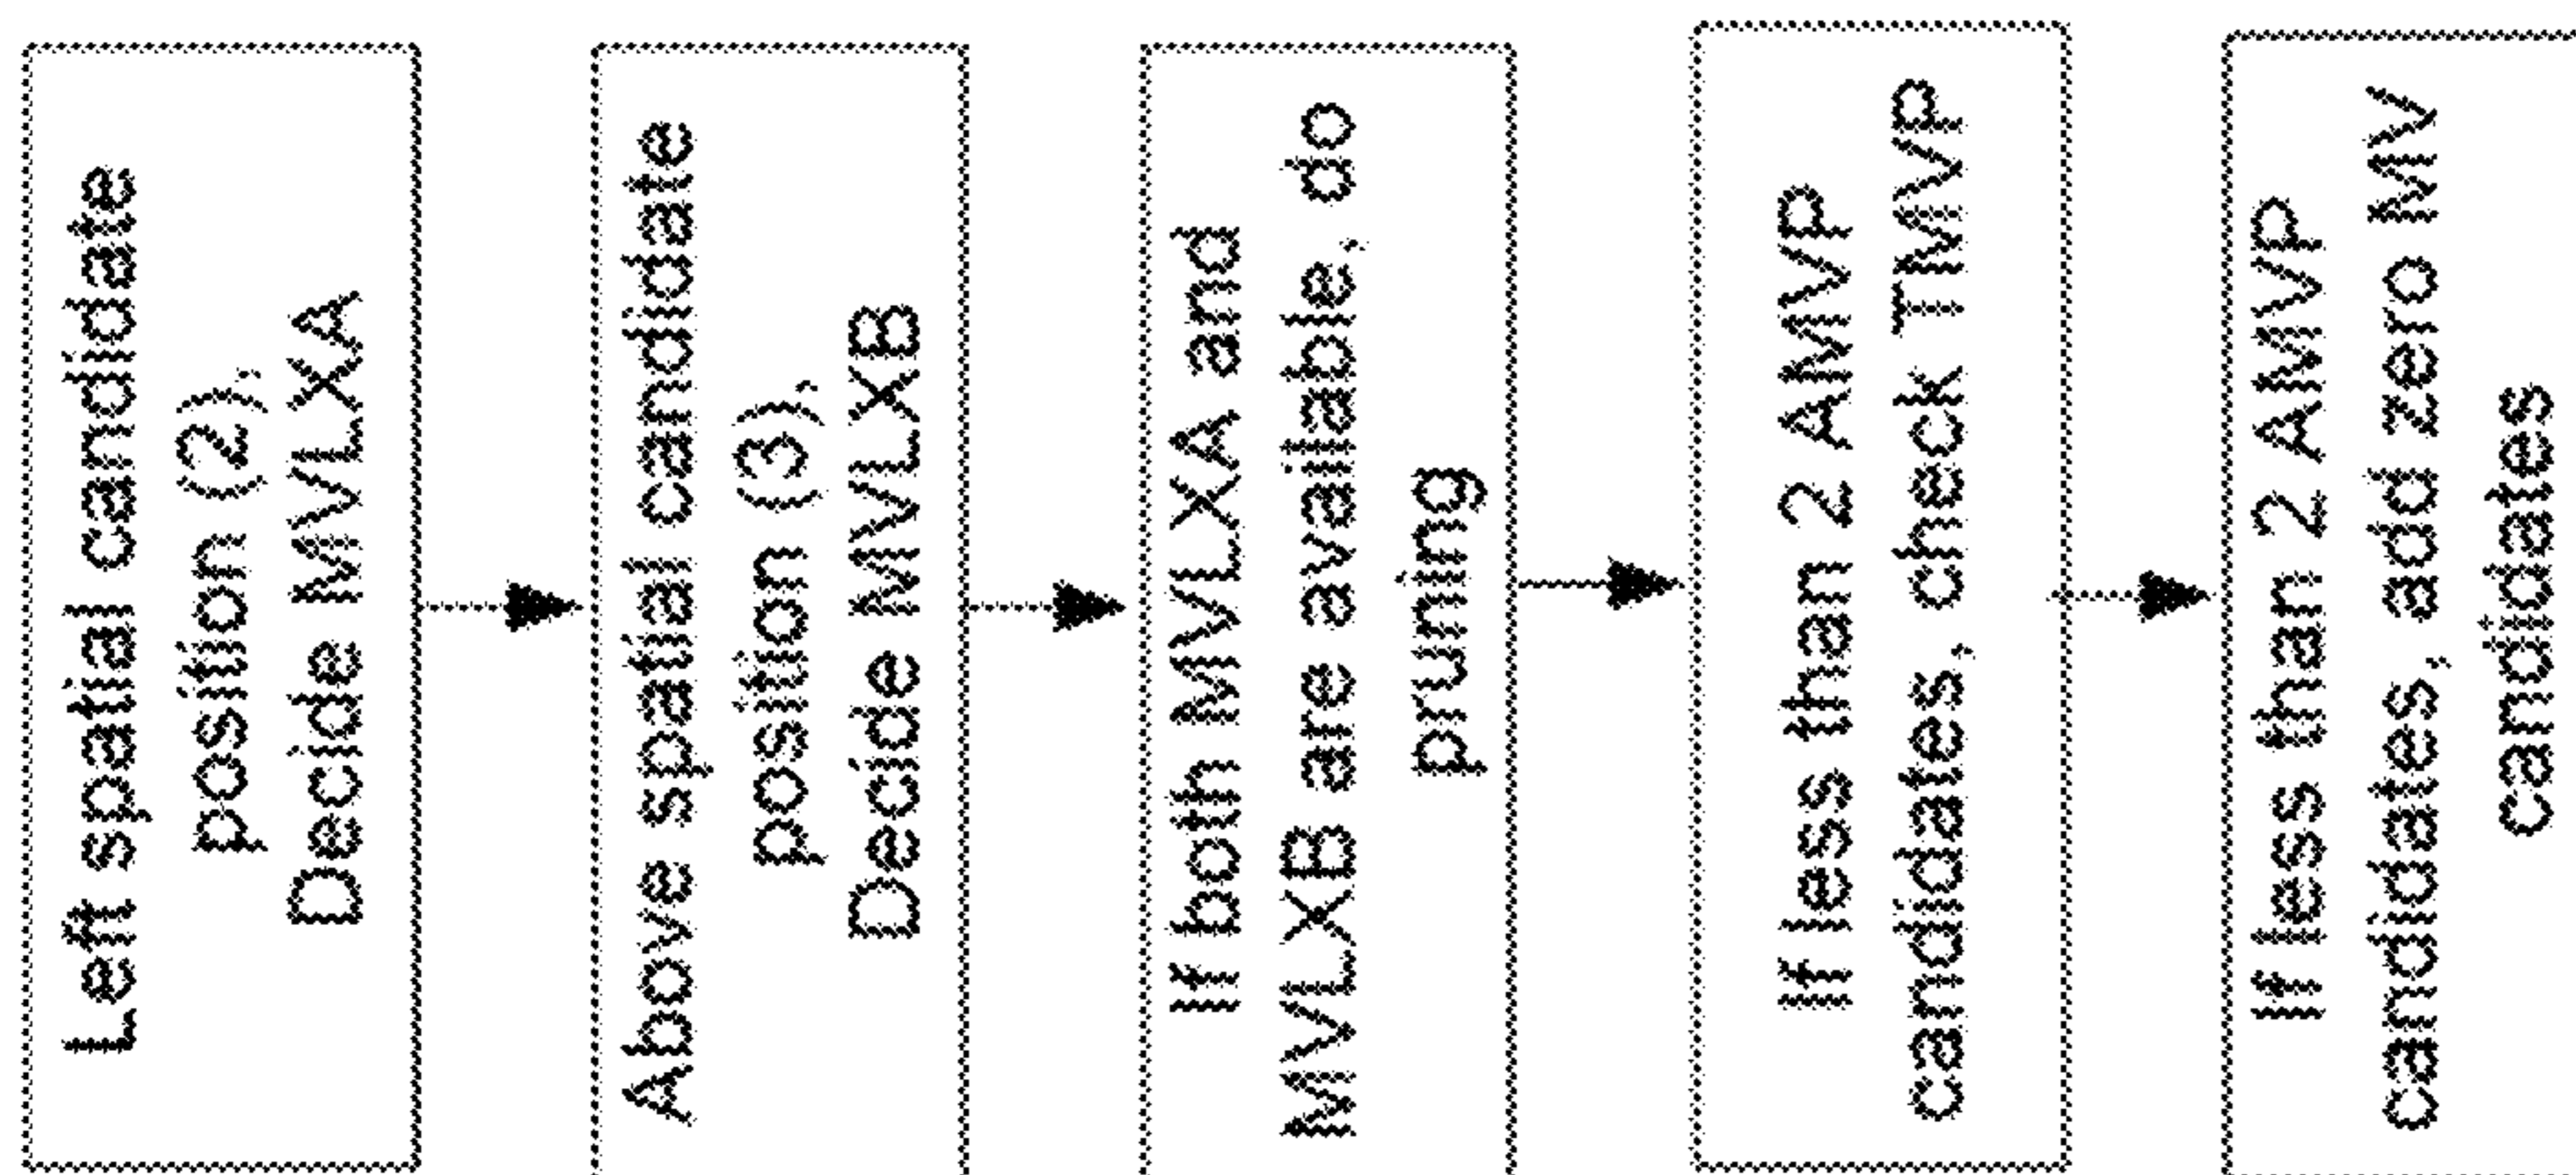 Left spatial candidate
position (2),
Decide MVLXA
Above spatial candidate
position (3),
Decide MVLXB
If both MVLXA and
MVLXB are available, do
pruning
If less than 2 AMVP
candidates, check TMVP
If less than 2 AMVP
candidates, add zero MV
candidates